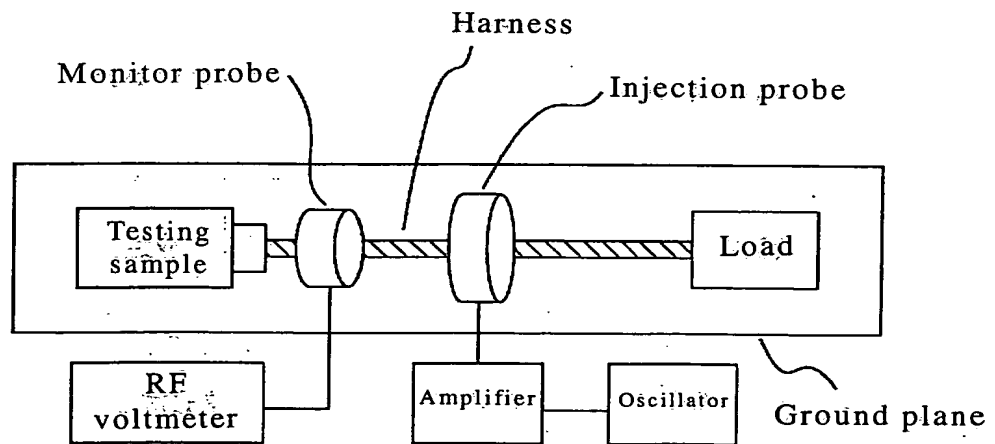 Harness
Monitor probe
Injection probe
Testing
sample
Load
RF
voltmeter
Amplifier
Oscillator
Ground plane